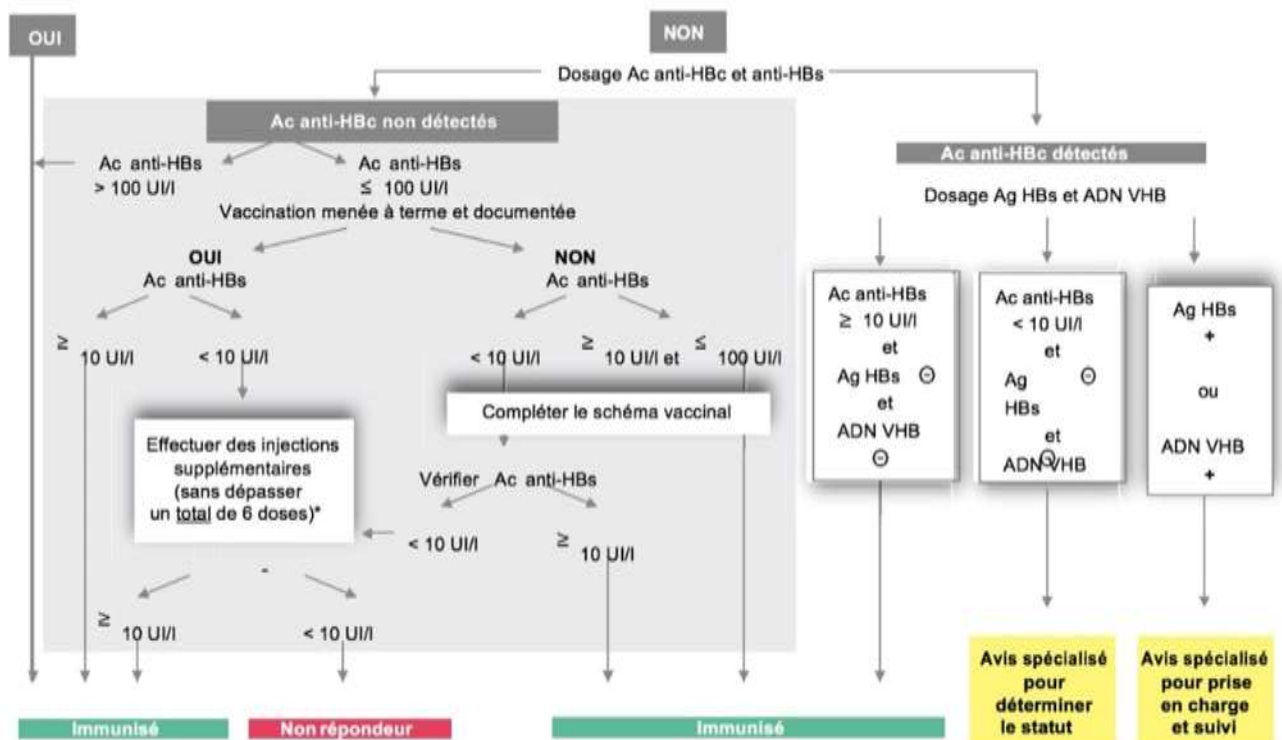 OUI
NON
Dosage Ac anti-HBc et anti-HBs
Ac anti-HBc non détectés
Ac anti-HBs
> 100 UI/l
Ac anti-HBs
≤ 100 UI/l
Vaccination menée à terme et documentée
OUI
Ac anti-HBs
NON
Ac anti-HBs
≥
10 UI/l
< 10 UI/l
< 10 UI/l
≥
10 UI/l et
≤
100 UI/l
Effectuer des injections
supplémentaires
(sans dépasser
un total de 6 doses)*
Compléter le schéma vaccinal
Vérifier Ac anti-HBs
< 10 UI/l
≥
10 UI/l
-
≥
10 UI/l
< 10 UI/l
Ac anti-HBc détectés
Dosage Ag HBs et ADN VHB
Ac anti-HBs
≥ 10 UI/l
et
Ag HBs ⊖
et
ADN VHB
⊖
Ac anti-HBs
< 10 UI/l
et
Ag ⊖
HBs
et
ADN VHB
⊖
Ag HBs
+
ou
ADN VHB
+
Immunisé
Non répondeur
Immunisé
Avis spécialisé
pour
déterminer
le statut
Avis spécialisé
pour prise
en charge
et suivi